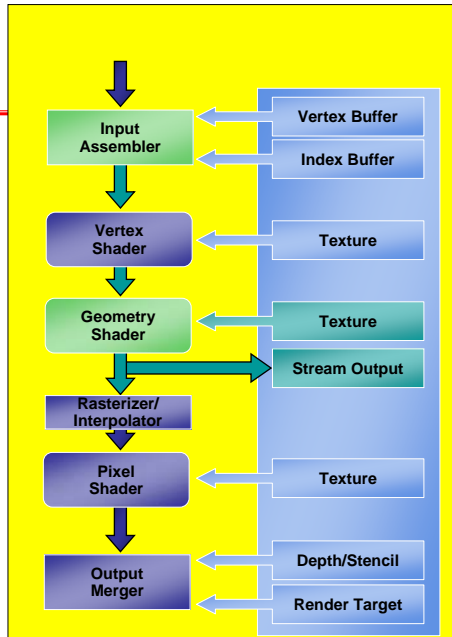 Input
Assembler
Vertex Buffer
Index Buffer
Vertex
Shader
Texture
Geometry
Shader
Texture
Stream Output
Rasterizer/
Interpolator
Pixel
Shader
Texture
Output
Merger
Depth/Stencil
Render Target